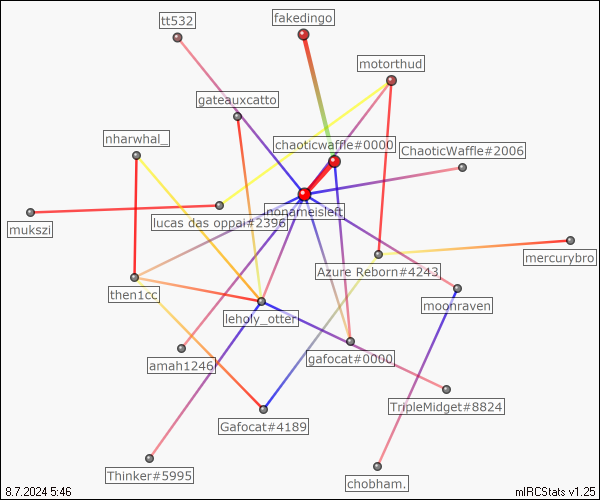 fakedingo
tt532
motorthud
gateauxcatto
nharwhal_
chaoticwaffle#0000
ChaoticWaffle#2006
nonameisleft
lucas das oppai#2396
mukszi
mercurybro
Azure Reborn#4243
then1cc
moonraven
leholy_otter
gafocat#0000
amah1246
TripleMidget#8824
Gafocat#4189
Thinker#5995
chobham.
8.7.2024 5:46
mIRCStats v1.25